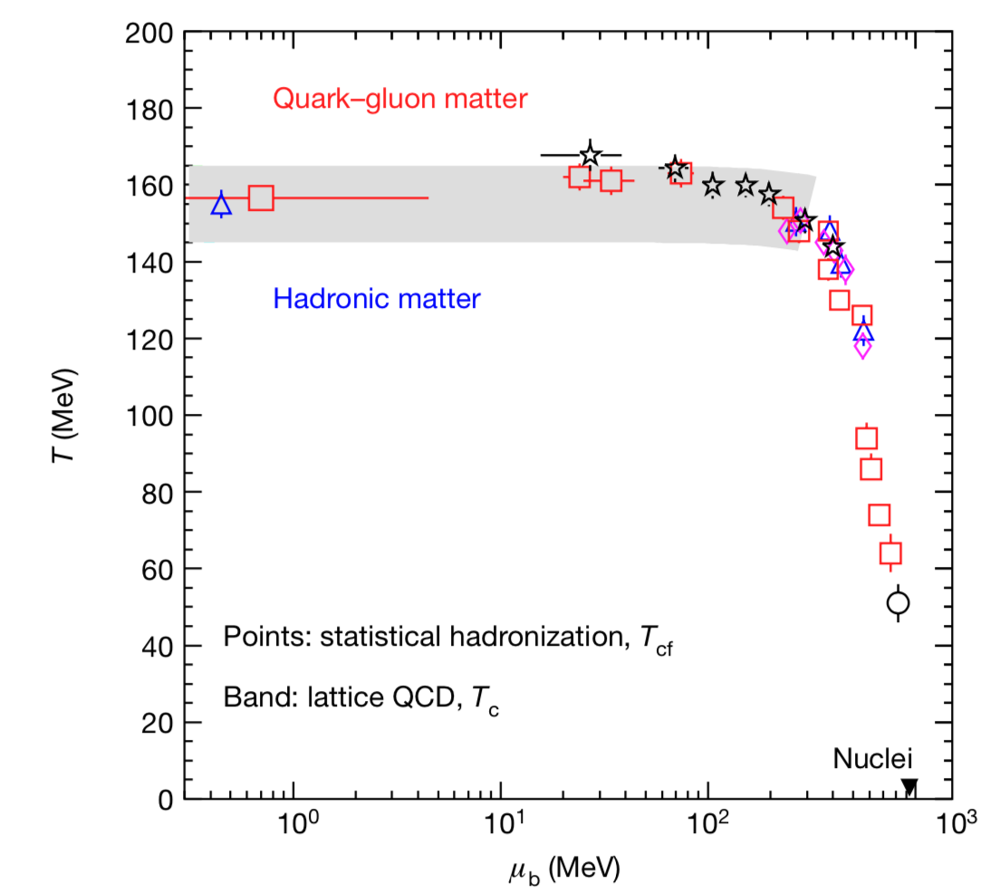 200
180
160
140
120
100
80
60
40
20
0
T (MeV)
Quark–gluon matter
Hadronic matter
Points: statistical hadronization, Tcf
Band: lattice QCD, Tc
Nuclei
10⁰ 10¹ 10² 10³
μb (MeV)